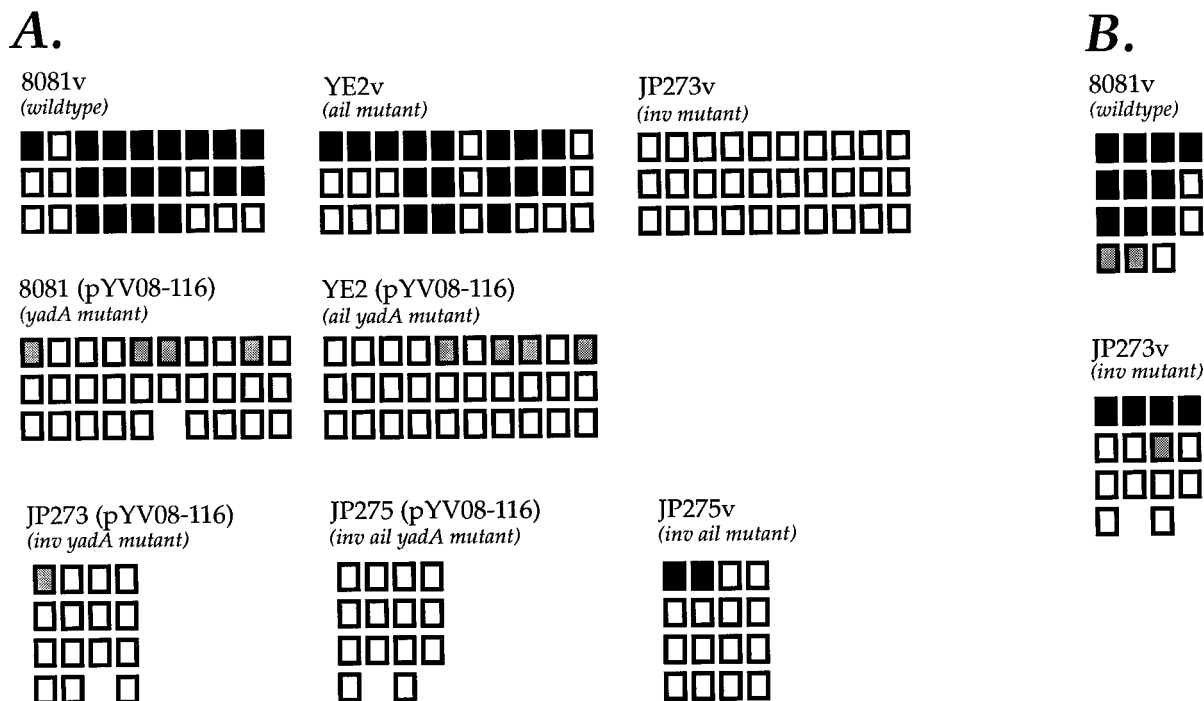 A.
8081v
(wildtype)
YE2v
(ail mutant)
JP273v
(inv mutant)
8081 (pYV08-116)
(yadA mutant)
YE2 (pYV08-116)
(ail yadA mutant)
JP273 (pYV08-116)
(inv yadA mutant)
JP275 (pYV08-116)
(inv ail yadA mutant)
JP275v
(inv ail mutant)
B.
8081v
(wildtype)
JP273v
(inv mutant)